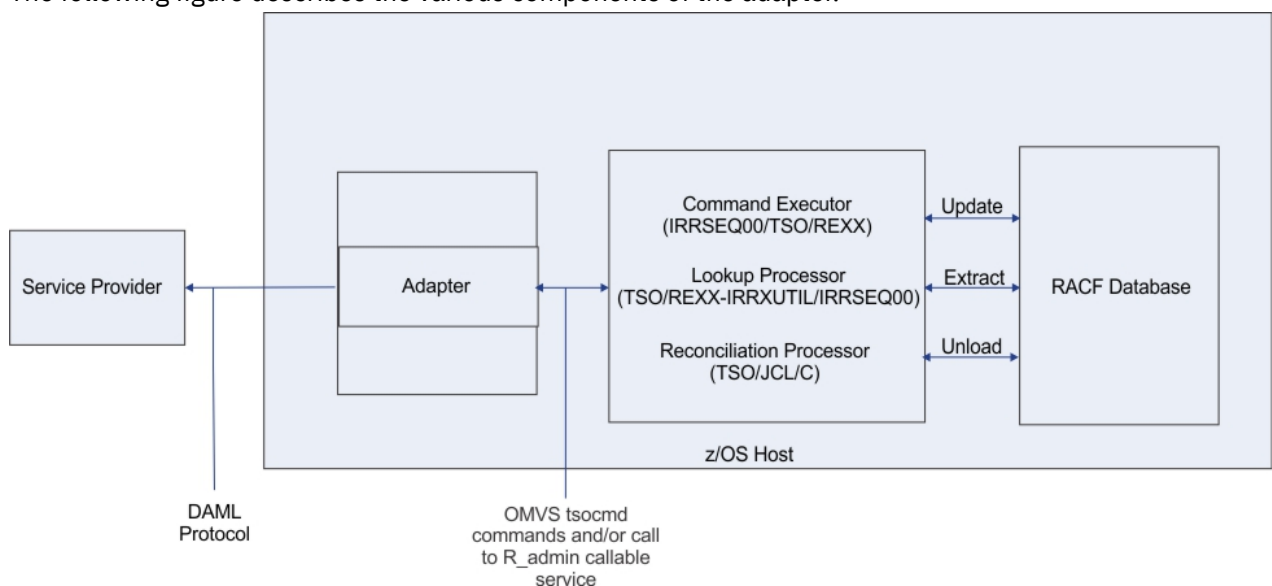 The following figure describes the various components of the adapter.
Command Executor
(IRRSEQ00/TSO/REXX)
Update
Service Provider
Adapter
Lookup Processor
(TSO/REXX-IRRXUTIL/IRRSEQ00)
Extract
RACF Database
Reconciliation Processor
(TSO/JCL/C)
Unload
z/OS Host
DAML
Protocol
OMVS tsocmd
commands and/or call
to R_admin callable
service